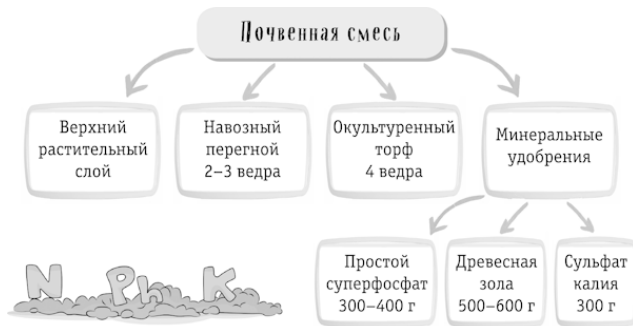 Почвенная смесь
Верхний
растительный
слой
Навозный
перегной
2–3 ведра
Окультуренный
торф
4 ведра
Минеральные
удобрения
N Ph K
Простой
суперфосфат
300–400 г
Древесная
зола
500–600 г
Сульфат
калия
300 г